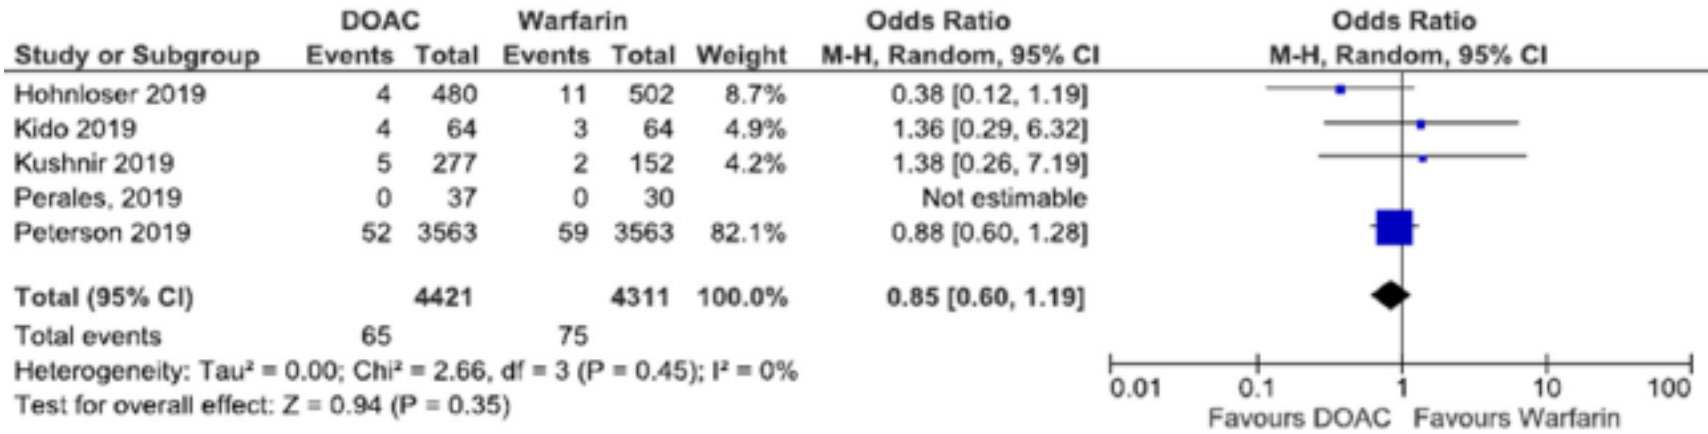 DOAC Warfarin Odds Ratio Odds Ratio
Study or Subgroup Events Total Events Total Weight M-H, Random, 95% CI M-H, Random, 95% CI
Hohnloser 2019 4 480 11 502 8.7% 0.38 [0.12, 1.19]
Kido 2019 4 64 3 64 4.9% 1.36 [0.29, 6.32]
Kushnir 2019 5 277 2 152 4.2% 1.38 [0.26, 7.19]
Perales, 2019 0 37 0 30 Not estimable
Peterson 2019 52 3563 59 3563 82.1% 0.88 [0.60, 1.28]
Total (95% CI) 4421 4311 100.0% 0.85 [0.60, 1.19]
Total events 65 75
Heterogeneity: Tau² = 0.00; Chi² = 2.66, df = 3 (P = 0.45); I² = 0%
Test for overall effect: Z = 0.94 (P = 0.35)
0.01 0.1 1 10 100
Favours DOAC Favours Warfarin